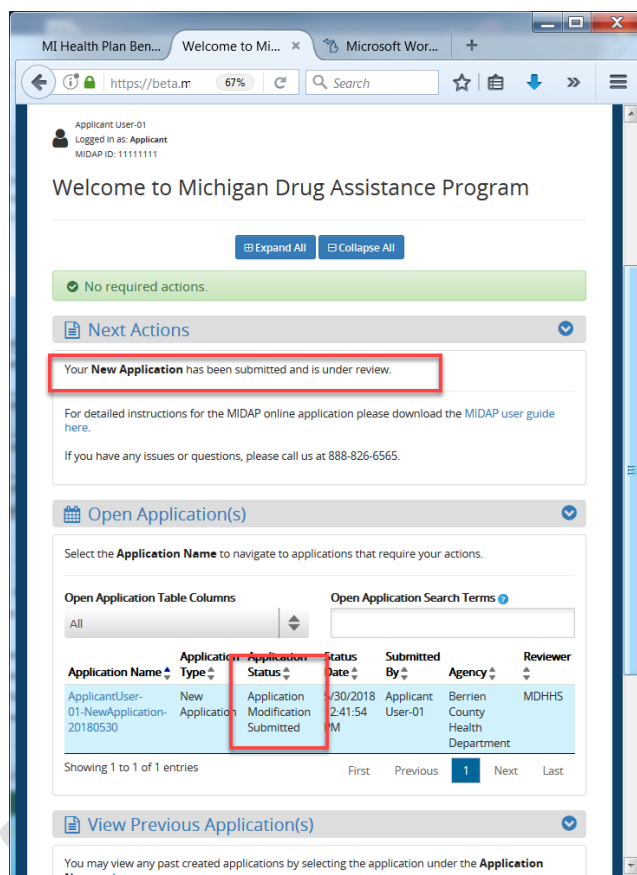 MI Health Plan Ben...
Welcome to Mi... ×
Microsoft Wor... +
https://beta.m 67% Search
Applicant User-01
Logged in as: Applicant
MIDAP ID: 11111111
Welcome to Michigan Drug Assistance Program
Expand All Collapse All
No required actions.
Next Actions
Your New Application has been submitted and is under review.
For detailed instructions for the MIDAP online application please download the MIDAP user guide
here.
If you have any issues or questions, please call us at 888-826-6565.
Open Application(s)
Select the Application Name to navigate to applications that require your actions.
Open Application Table Columns Open Application Search Terms
All
Application Application Status Submitted Reviewer
Application Name Type Status Date By Agency
ApplicantUser- New Application 5/30/2018 Applicant Berrien MDHHS
01-NewApplication- Application Modification 12:41:54 User-01 County
20180530 Submitted PM Health
Department
Showing 1 to 1 of 1 entries First Previous 1 Next Last
View Previous Application(s)
You may view any past created applications by selecting the application under the Application